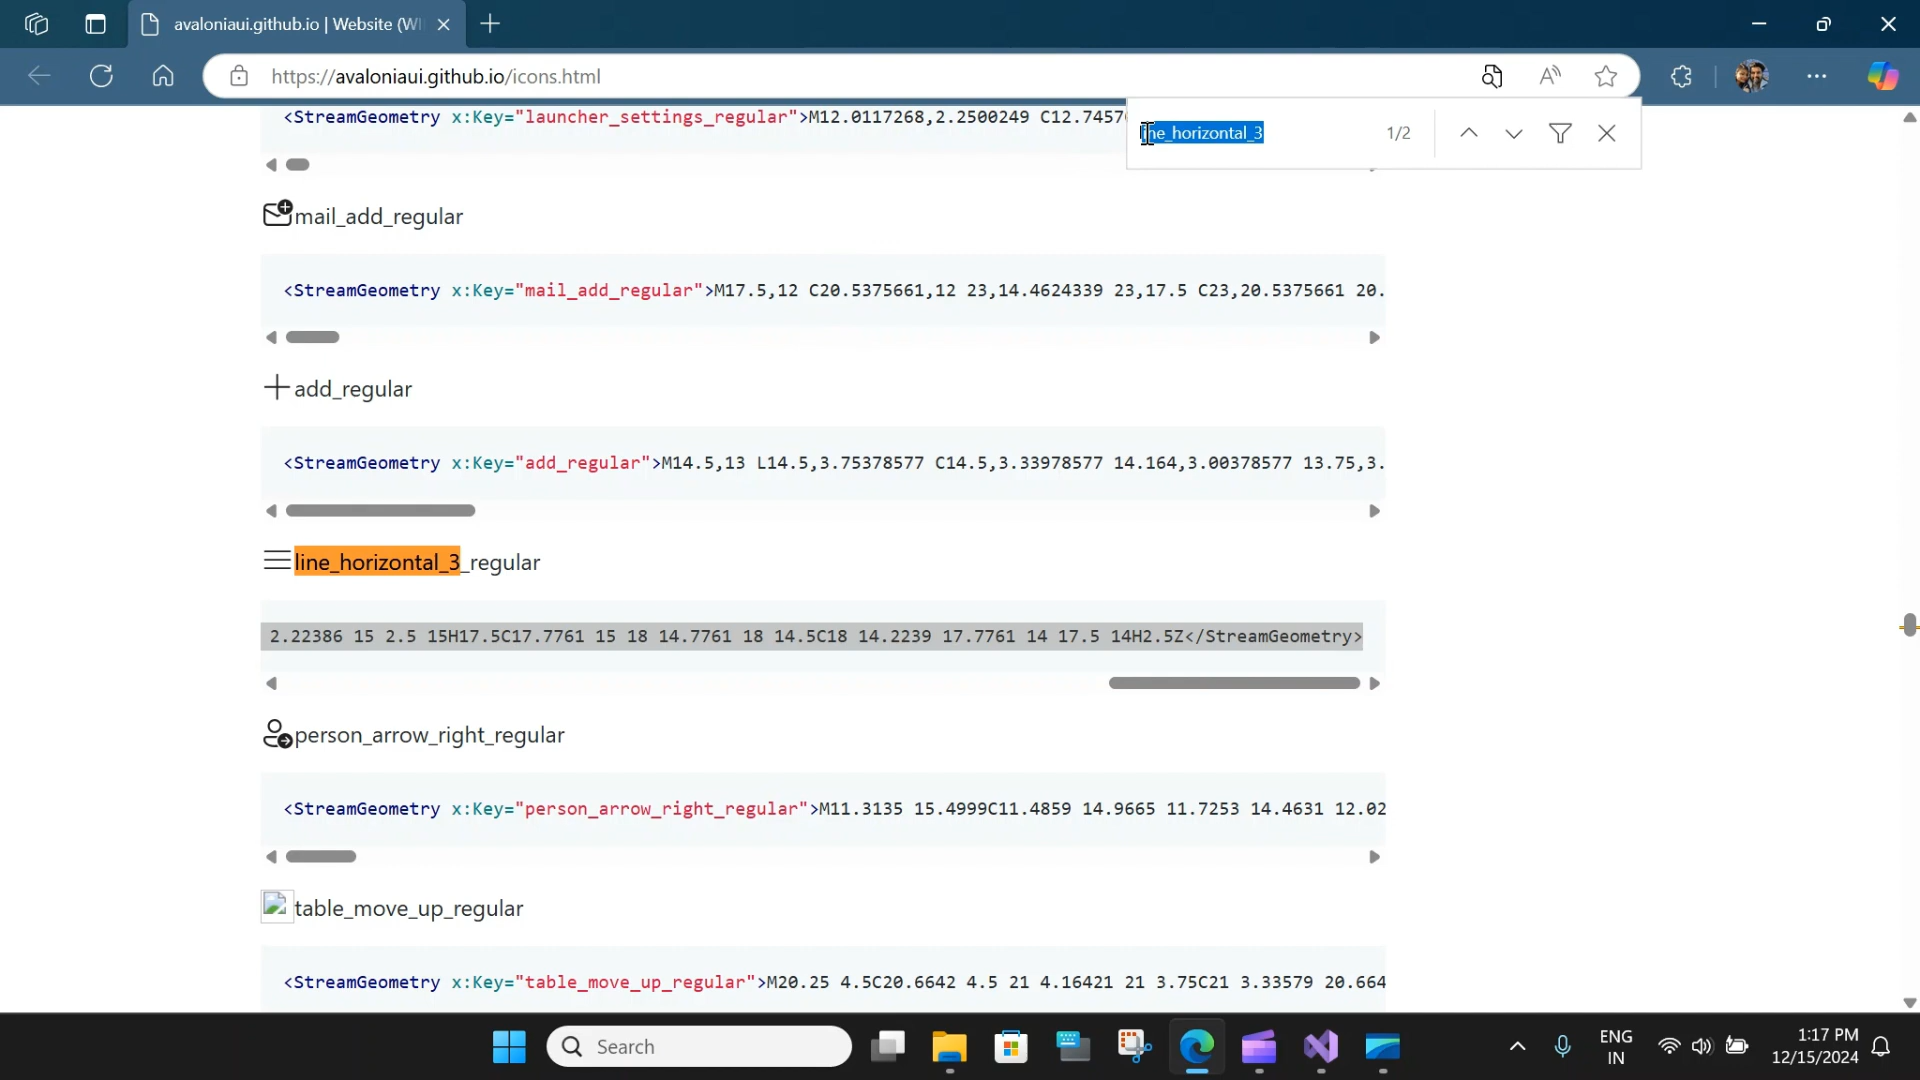 avaloniaui.github.io | Website (WI
https://avaloniaui.github.io/icons.html
line_horizontal_3
1/2
<StreamGeometry x:Key="launcher_settings_regular">M12.0117268,2.2500249 C12.7457
mail_add_regular
<StreamGeometry x:Key="mail_add_regular">M17.5,12 C20.5375661,12 23,14.4624339 23,17.5 C23,20.5375661 20.
add_regular
<StreamGeometry x:Key="add_regular">M14.5,13 L14.5,3.75378577 C14.5,3.33978577 14.164,3.00378577 13.75,3.
line_horizontal_3_regular
2.22386 15 2.5 15H17.5C17.7761 15 18 14.7761 18 14.5C18 14.2239 17.7761 14 17.5 14H2.5Z</StreamGeometry>
person_arrow_right_regular
<StreamGeometry x:Key="person_arrow_right_regular">M11.3135 15.4999C11.4859 14.9665 11.7253 14.4631 12.02
table_move_up_regular
<StreamGeometry x:Key="table_move_up_regular">M20.25 4.5C20.6642 4.5 21 4.16421 21 3.75C21 3.33579 20.664
Search
ENG
IN
1:17 PM
12/15/2024